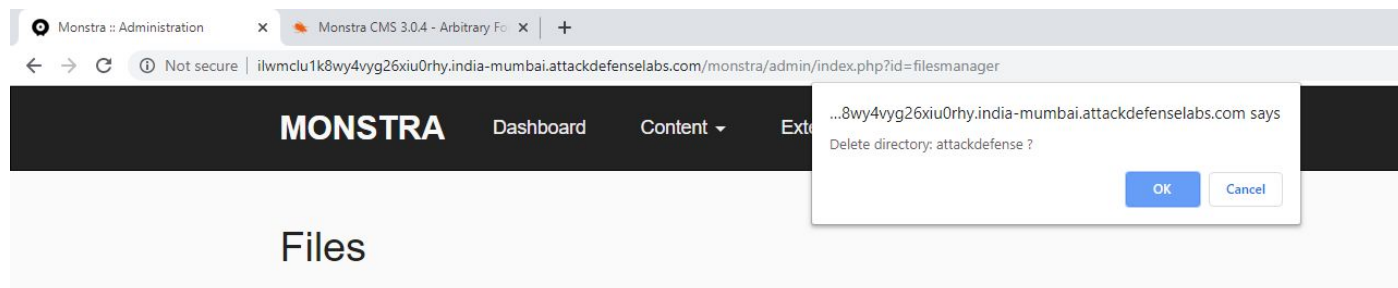 Monstra :: Administration
Monstra CMS 3.0.4 - Arbitrary Fo
Not secure | ilwmclu1k8wy4vyg26xiu0rhy.india-mumbai.attackdefenselabs.com/monstra/admin/index.php?id=filesmanager
MONSTRA Dashboard Content Exte
...8wy4vyg26xiu0rhy.india-mumbai.attackdefenselabs.com says
Delete directory: attackdefense ?
OK Cancel
Files